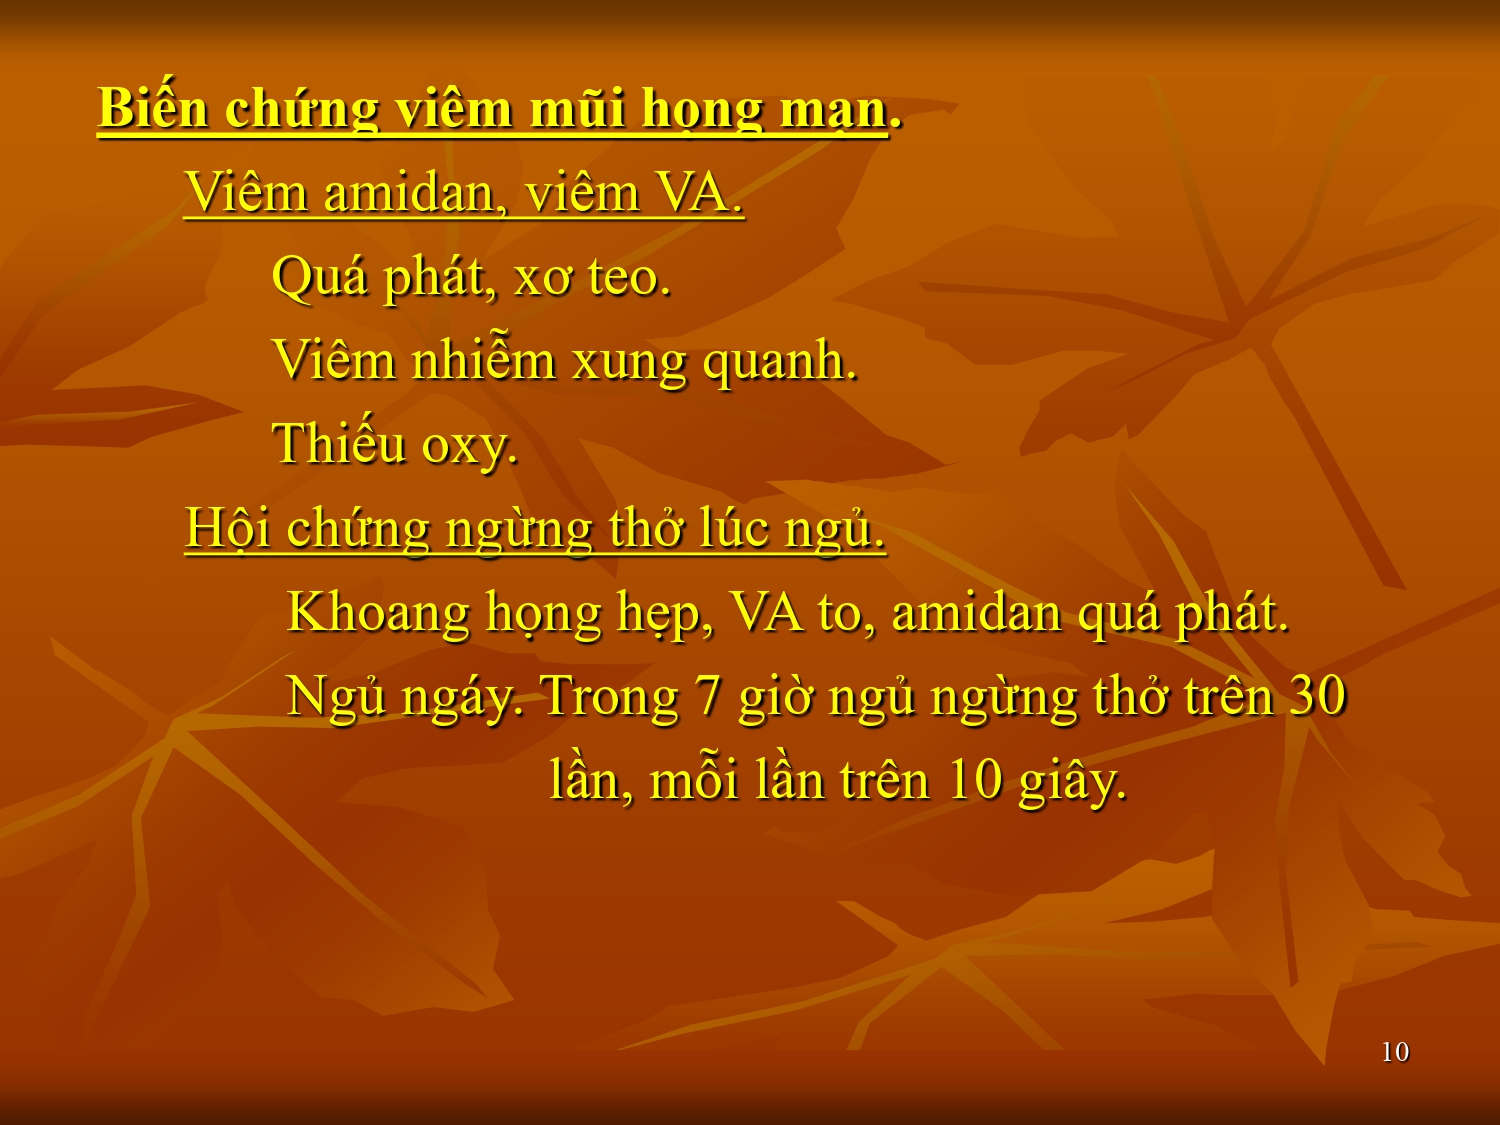 Biến chứng viêm mũi họng mạn.
Viêm amidan, viêm VA.
Quá phát, xơ teo.
Viêm nhiễm xung quanh.
Thiếu oxy.
Hội chứng ngừng thở lúc ngủ.
Khoang họng hẹp, VA to, amidan quá phát.
Ngủ ngáy. Trong 7 giờ ngủ ngừng thở trên 30
lần, mỗi lần trên 10 giây.
10